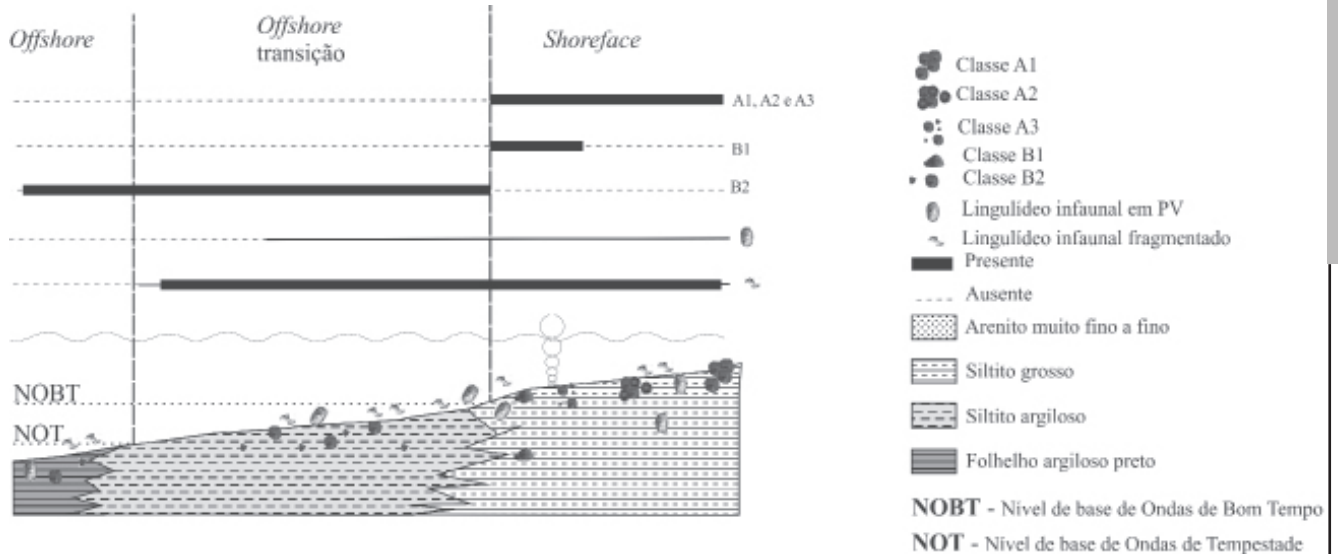 Offshore
Offshore
transição
Shoreface
A1, A2 e A3
B1
B2
NOBT
NOT
Classe A1
Classe A2
Classe A3
Classe B1
Classe B2
Lingulídeo infaunal em PV
Lingulídeo infaunal fragmentado
Presente
Ausente
Arenito muito fino a fino
Siltito grosso
Siltito argiloso
Folhelho argiloso preto
NOBT - Nível de base de Ondas de Bom Tempo
NOT - Nível de base de Ondas de Tempestade